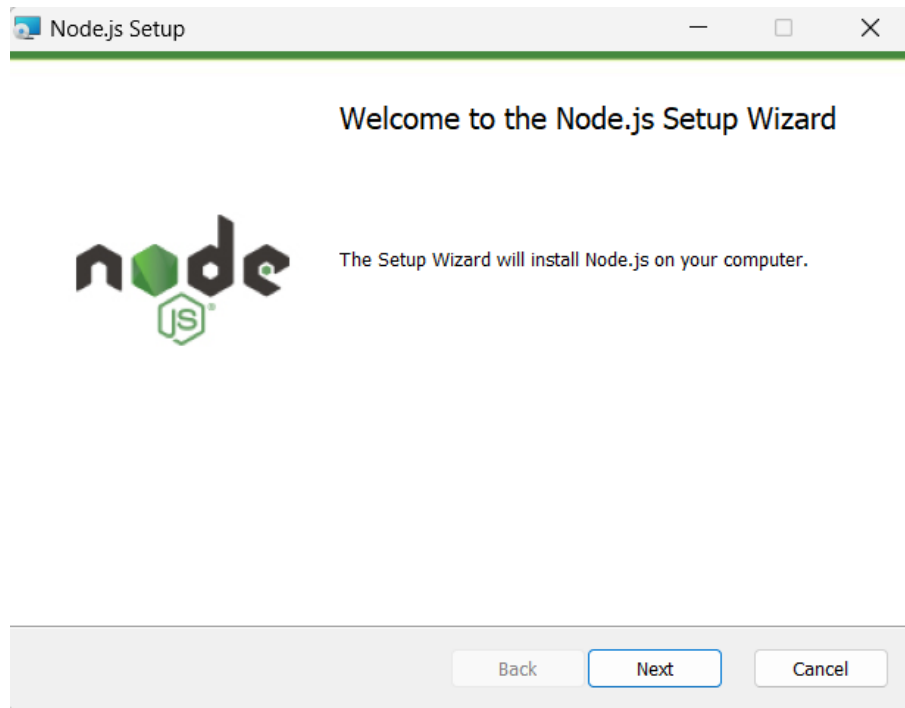 Node.js Setup
Welcome to the Node.js Setup Wizard
node
JS
The Setup Wizard will install Node.js on your computer.
Back Next Cancel